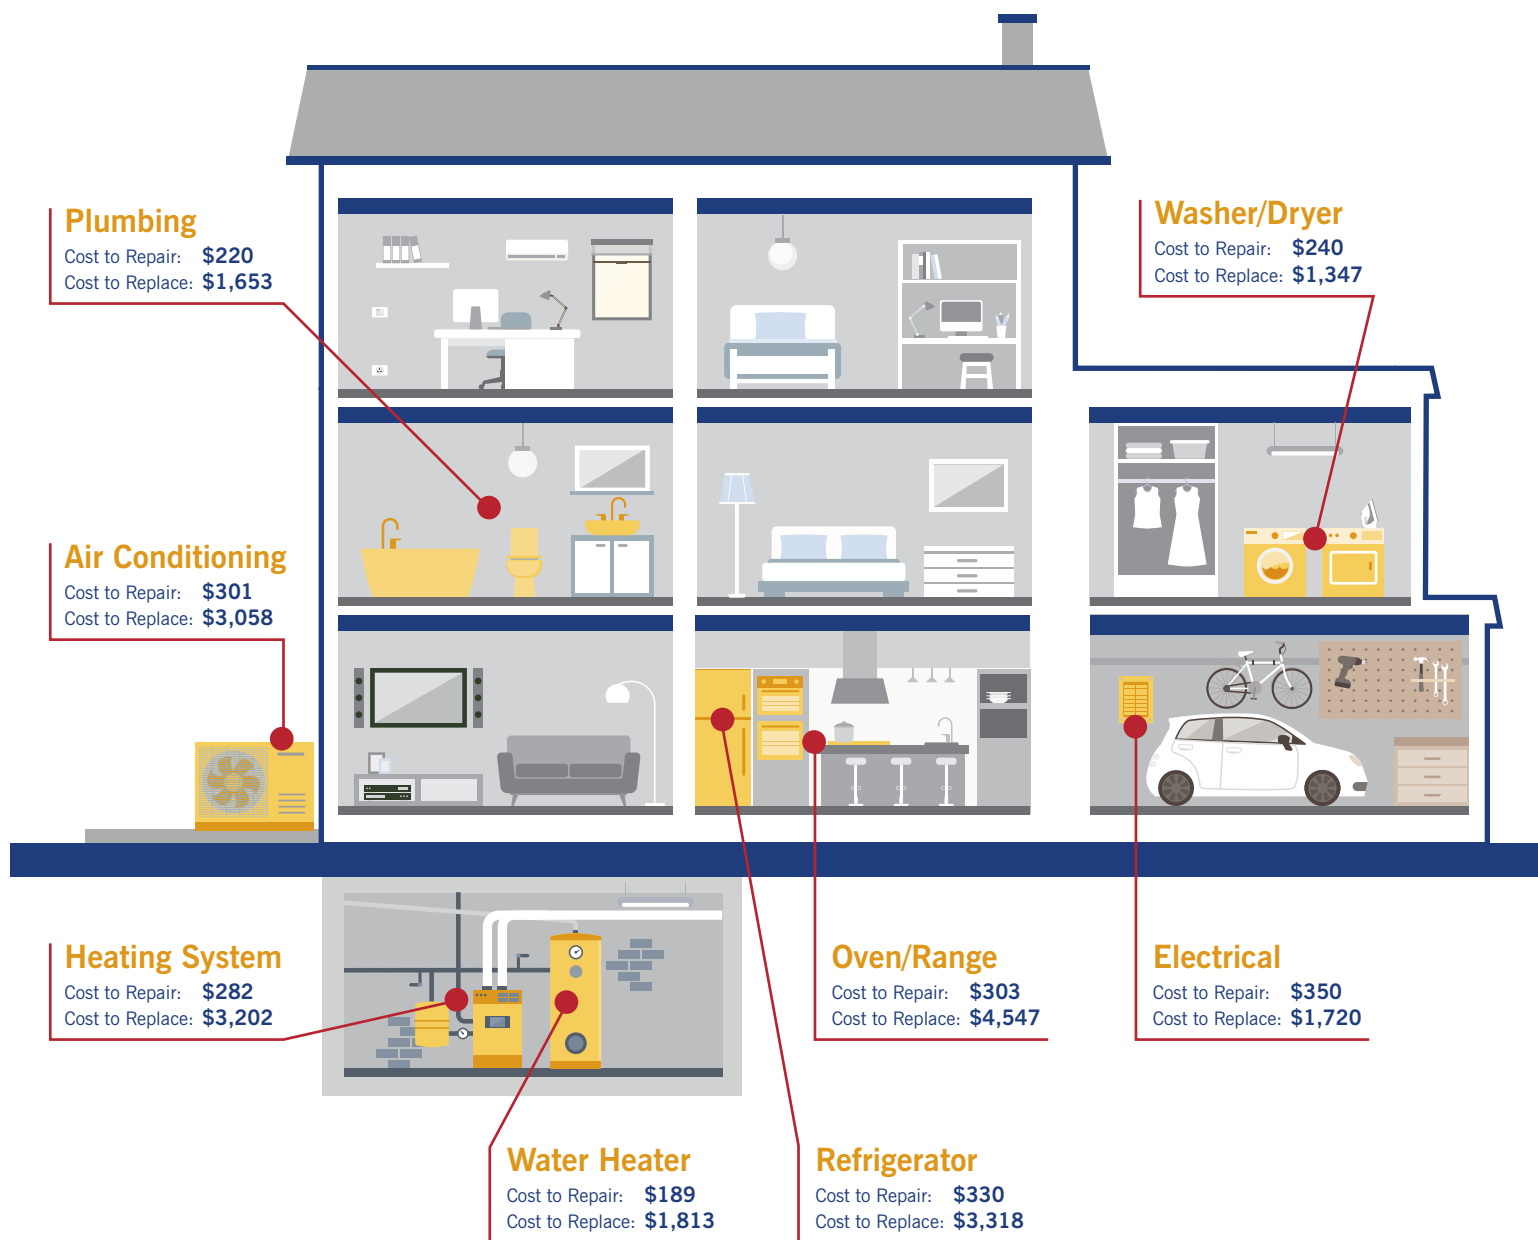 Plumbing
Cost to Repair: $220
Cost to Replace: $1,653
Washer/Dryer
Cost to Repair: $240
Cost to Replace: $1,347
Air Conditioning
Cost to Repair: $301
Cost to Replace: $3,058
Heating System
Cost to Repair: $282
Cost to Replace: $3,202
Oven/Range
Cost to Repair: $303
Cost to Replace: $4,547
Electrical
Cost to Repair: $350
Cost to Replace: $1,720
Water Heater
Cost to Repair: $189
Cost to Replace: $1,813
Refrigerator
Cost to Repair: $330
Cost to Replace: $3,318